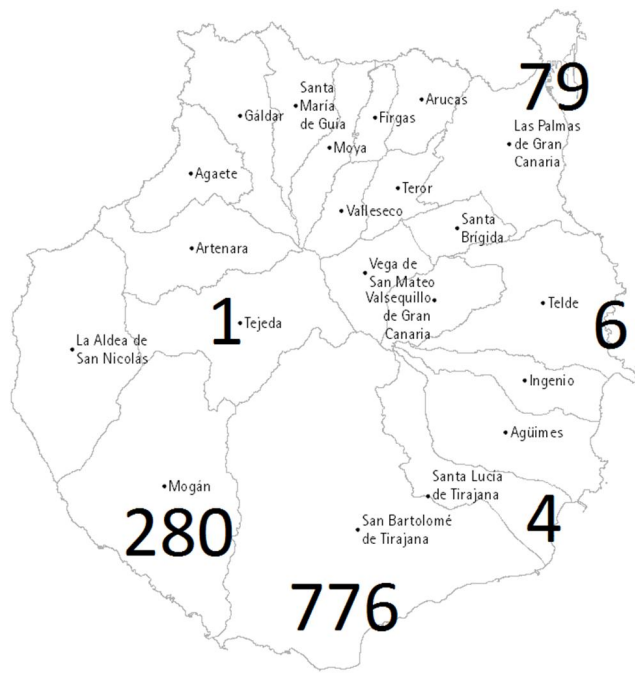 79
Santa
María
de Guía
Arucas
Gáldar
Firgas
Las Palmas
de Gran
Canaria
Moya
Agaete
Teror
Valleseco
Santa
Brígida
Artenara
Vega de
San Mateo
Valsequillo
de Gran
Canaria
Telde
6
1
Tejeda
La Aldea de
San Nicolás
Ingenio
Agüimes
Santa Lucía
de Tirajana
Mogán
4
280
San Bartolomé
de Tirajana
776